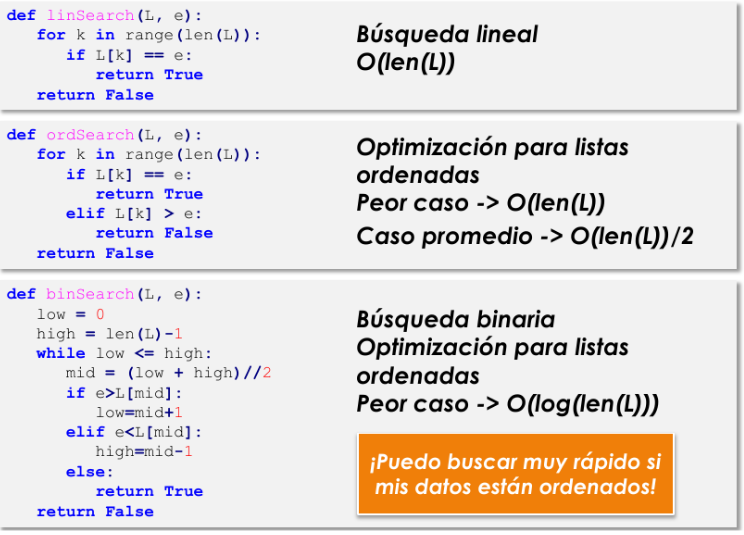 def linSearch(L, e):
   for k in range(len(L)):
      if L[k] == e:
         return True
   return False
Búsqueda lineal
O(len(L))
def ordSearch(L, e):
   for k in range(len(L)):
      if L[k] == e:
         return True
      elif L[k] > e:
         return False
   return False
Optimización para listas
ordenadas
Peor caso -> O(len(L))
Caso promedio -> O(len(L))/2
def binSearch(L, e):
   low = 0
   high = len(L)-1
   while low <= high:
      mid = (low + high)//2
      if e>L[mid]:
         low=mid+1
      elif e<L[mid]:
         high=mid-1
      else:
         return True
   return False
Búsqueda binaria
Optimización para listas
ordenadas
Peor caso -> O(log(len(L)))
¡Puedo buscar muy rápido si
mis datos están ordenados!